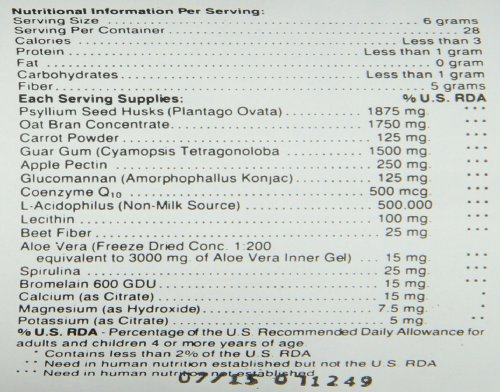 Nutritional Information Per Serving:
Serving Size 6 grams
Serving Per Container 28
Calories Less than 3
Protein Less than 1 gram
Fat 0 gram
Carbohydrates Less than 1 gram
Fiber 5 grams
Each Serving Supplies: % U.S. RDA
Psyllium Seed Husks (Plantago Ovata) 1875 mg. ***
Oat Bran Concentrate 1750 mg. ***
Carrot Powder 125 mg. ***
Guar Gum (Cyamopsis Tetragonoloba 1500 mg. ***
Apple Pectin 250 mg. ***
Glucomannan (Amorphophallus Konjac) 125 mg. ***
Coenzyme Q10 500 mcg. ***
L-Acidophilus (Non-Milk Source) 500,000 ***
Lecithin 100 mg. ***
Beet Fiber 25 mg. ***
Aloe Vera (Freeze Dried Conc. 1:200
equivalent to 3000 mg. of Aloe Vera Inner Gel) 15 mg. ***
Spirulina 25 mg. ***
Bromelain 600 GDU 15 mg. ***
Calcium (as Citrate) 15 mg. *
Magnesium (as Hydroxide) 7.5 mg. *
Potassium (as Citrate) 5 mg. **
% U.S. RDA - Percentage of the U.S. Recommended Daily Allowance for
adults and children 4 or more years of age.
* Contains less than 2% of the U.S. RDA
** Need in human nutrition established but not the U.S. RDA
*** Need in human nutrition not established
07/15 071249